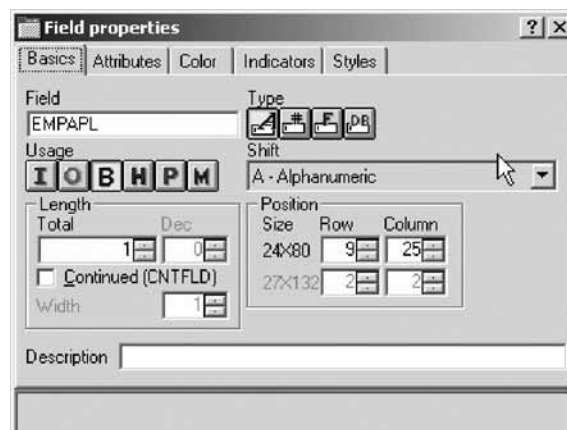 Field properties
Basics Attributes Color Indicators Styles
Field Type
EMPAPL A # F DB
Usage Shift
I O B H P M A - Alphanumeric
Length Position
Total Dec Size Row Column
1 0 24X80 9 25
Continued (CNTFLD) 27X132 2 2
Width 1
Description